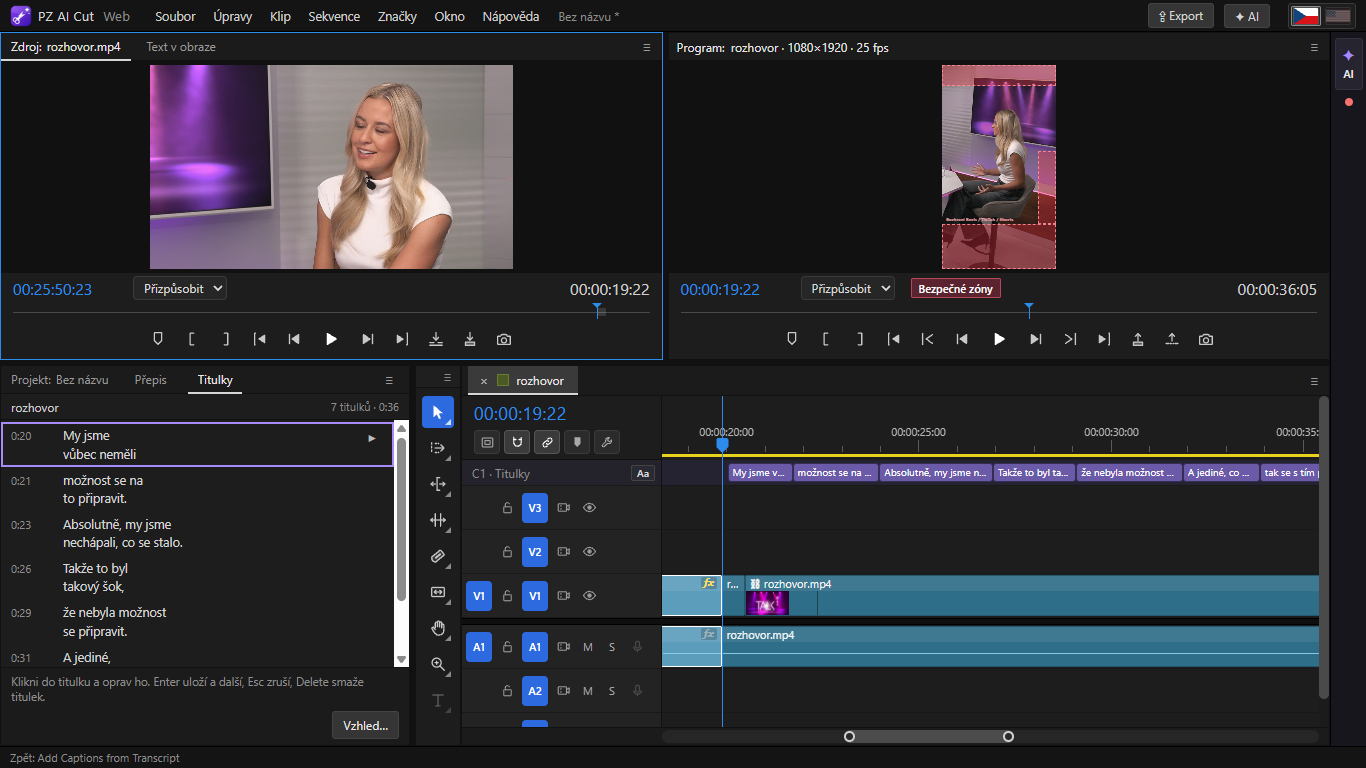 PZ AI Cut Web Soubor Úpravy Klip Sekvence Značky Okno Nápověda Bez názvu * Export AI
Zdroj: rozhovor.mp4 Text v obraze
Program: rozhovor · 1080×1920 · 25 fps
AI
00:25:50:23 Přizpůsobit 00:00:19:22
00:00:19:22 Přizpůsobit Bezpečné zóny 00:00:36:05
Projekt: Bez názvu Přepis Titulky
rozhovor 7 titulků · 0:36
0:20 My jsme
vůbec neměli
0:21 možnost se na
to připravit.
0:23 Absolutně, my jsme
nechápali, co se stalo.
0:26 Takže to byl
takový šok,
0:29 že nebyla možnost
se připravit.
0:31 A jediné,
Klikni do titulku a oprav ho. Enter uloží a další, Esc zruší, Delete smaže
titulek.
Vzhled...
× rozhovor
00:00:19:22
00:00:20:00 00:00:25:00 00:00:30:00 00:00:35:
C1 · Titulky Aa
My jsme v... možnost se na ... Absolutně, my jsme n... Takže to byl ta... že nebyla možnost ... A jediné, co ... tak se s tím
V3
V2
V1 V1 fx r... rozhovor.mp4
TALK
A1 A1 M S fx rozhovor.mp4
A2 M S
Zpět: Add Captions from Transcript